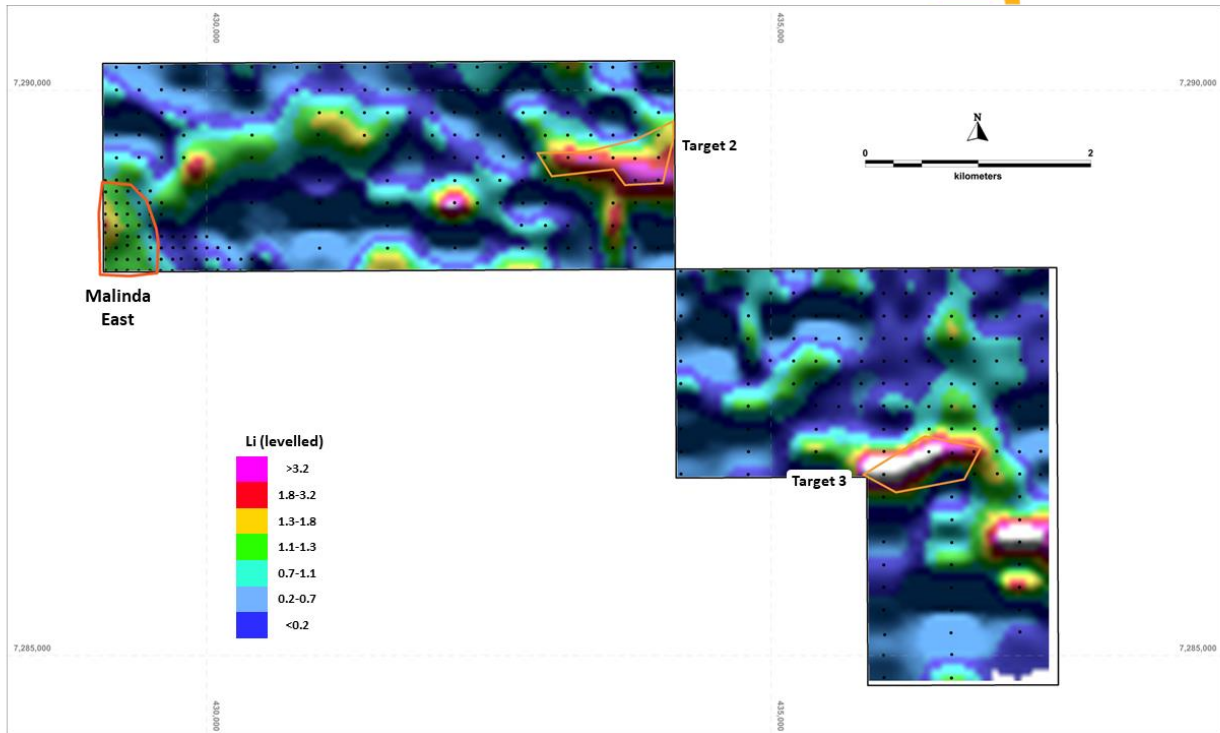 430,000
435,000
7,290,000
7,290,000
N
Target 2
0
2
kilometers
Malinda
East
Li (levelled)
>3.2
1.8-3.2
1.3-1.8
1.1-1.3
0.7-1.1
0.2-0.7
<0.2
Target 3
7,285,000
7,285,000
430,000
435,000